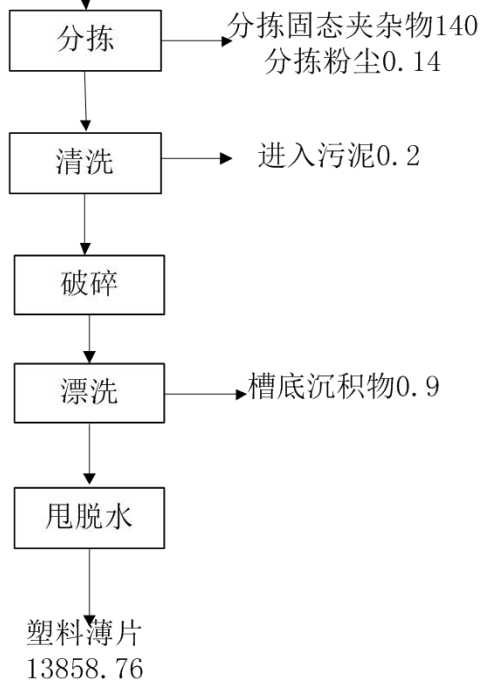 分拣
分拣固态夹杂物140
分拣粉尘0.14
清洗
进入污泥0.2
破碎
漂洗
槽底沉积物0.9
甩脱水
塑料薄片
13858.76